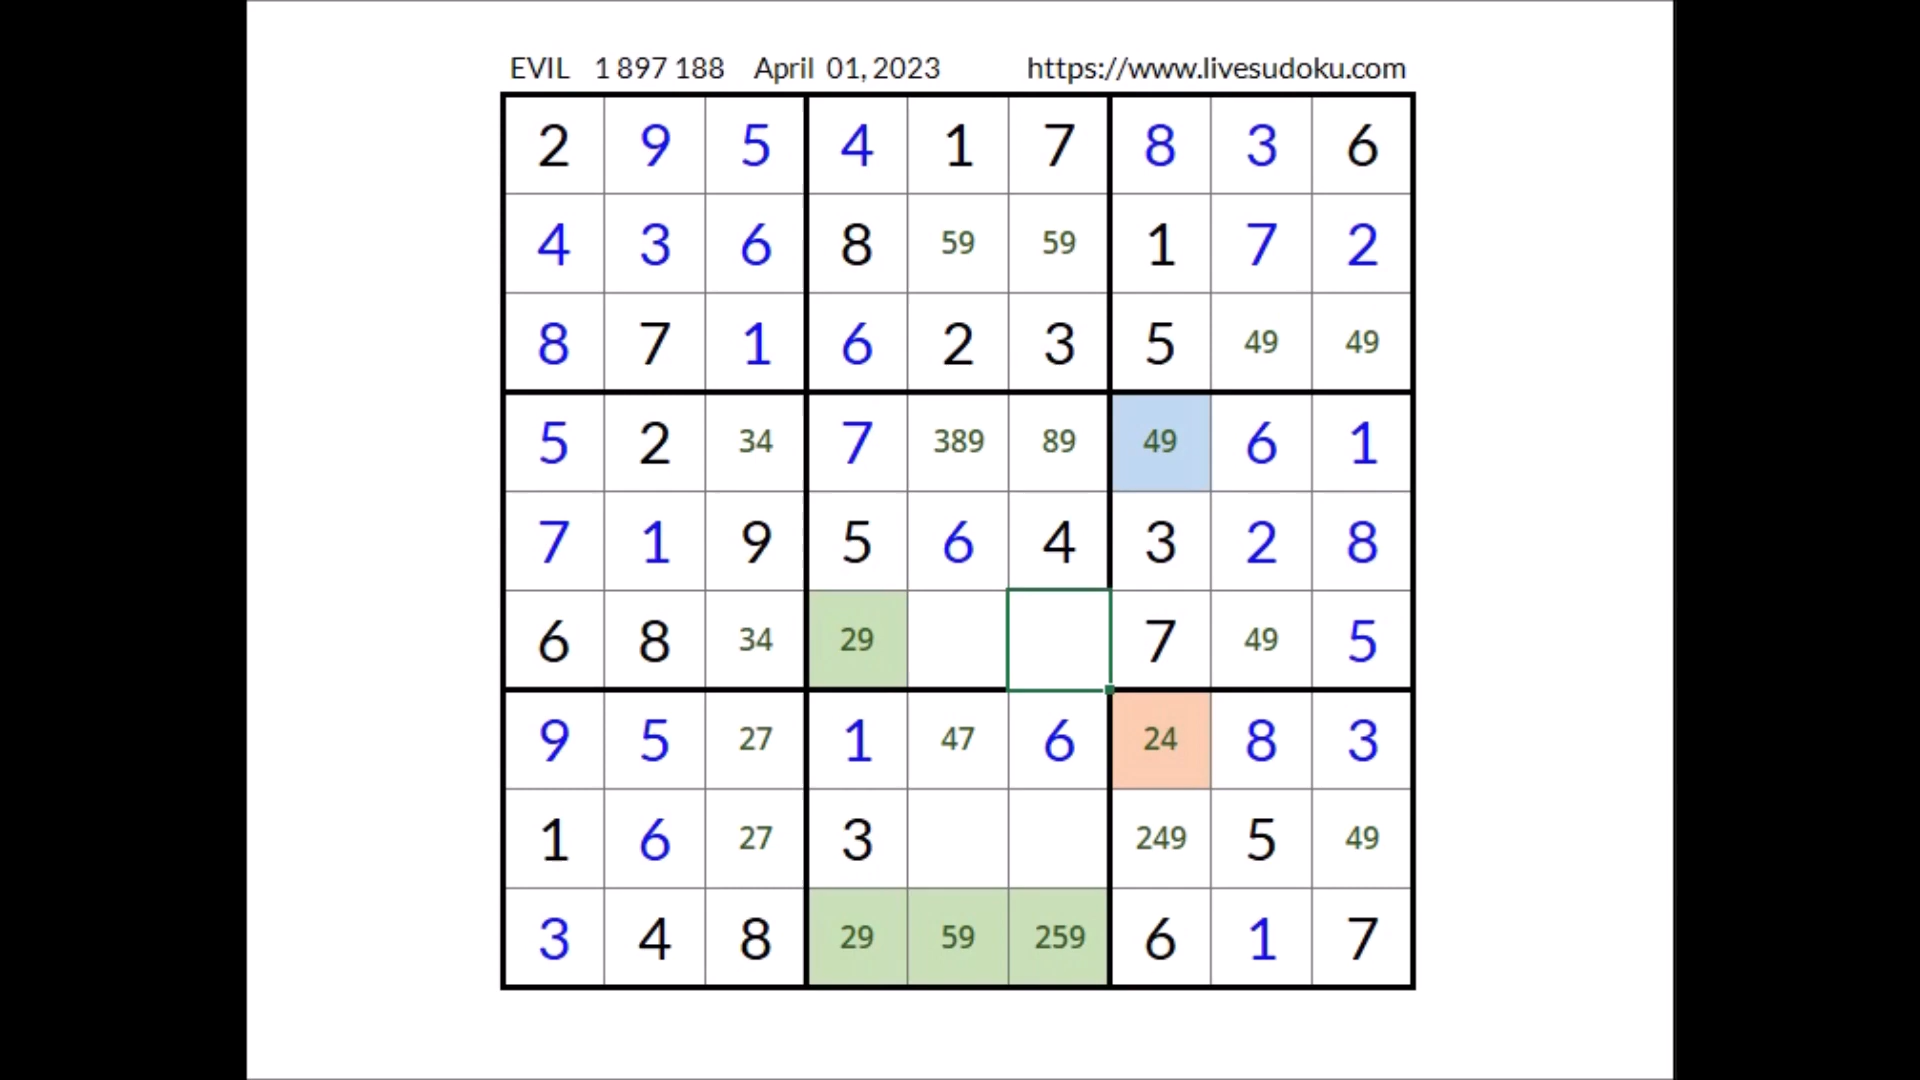 EVIL 1 897 188 April 01, 2023 https://www.livesudoku.com
2 9 5 4 1 7 8 3 6
4 3 6 8 59 59 1 7 2
8 7 1 6 2 3 5 49 49
5 2 34 7 389 89 49 6 1
7 1 9 5 6 4 3 2 8
6 8 34 29 7 49 5
9 5 27 1 47 6 24 8 3
1 6 27 3 249 5 49
3 4 8 29 59 259 6 1 7